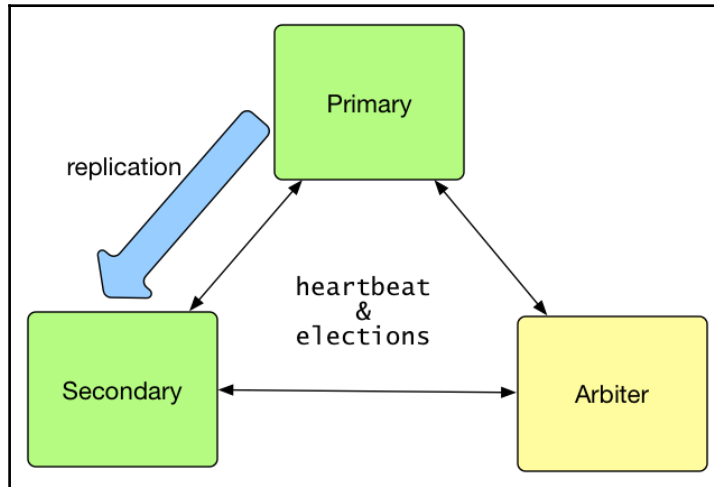 Primary
replication
heartbeat
&
elections
Secondary
Arbiter